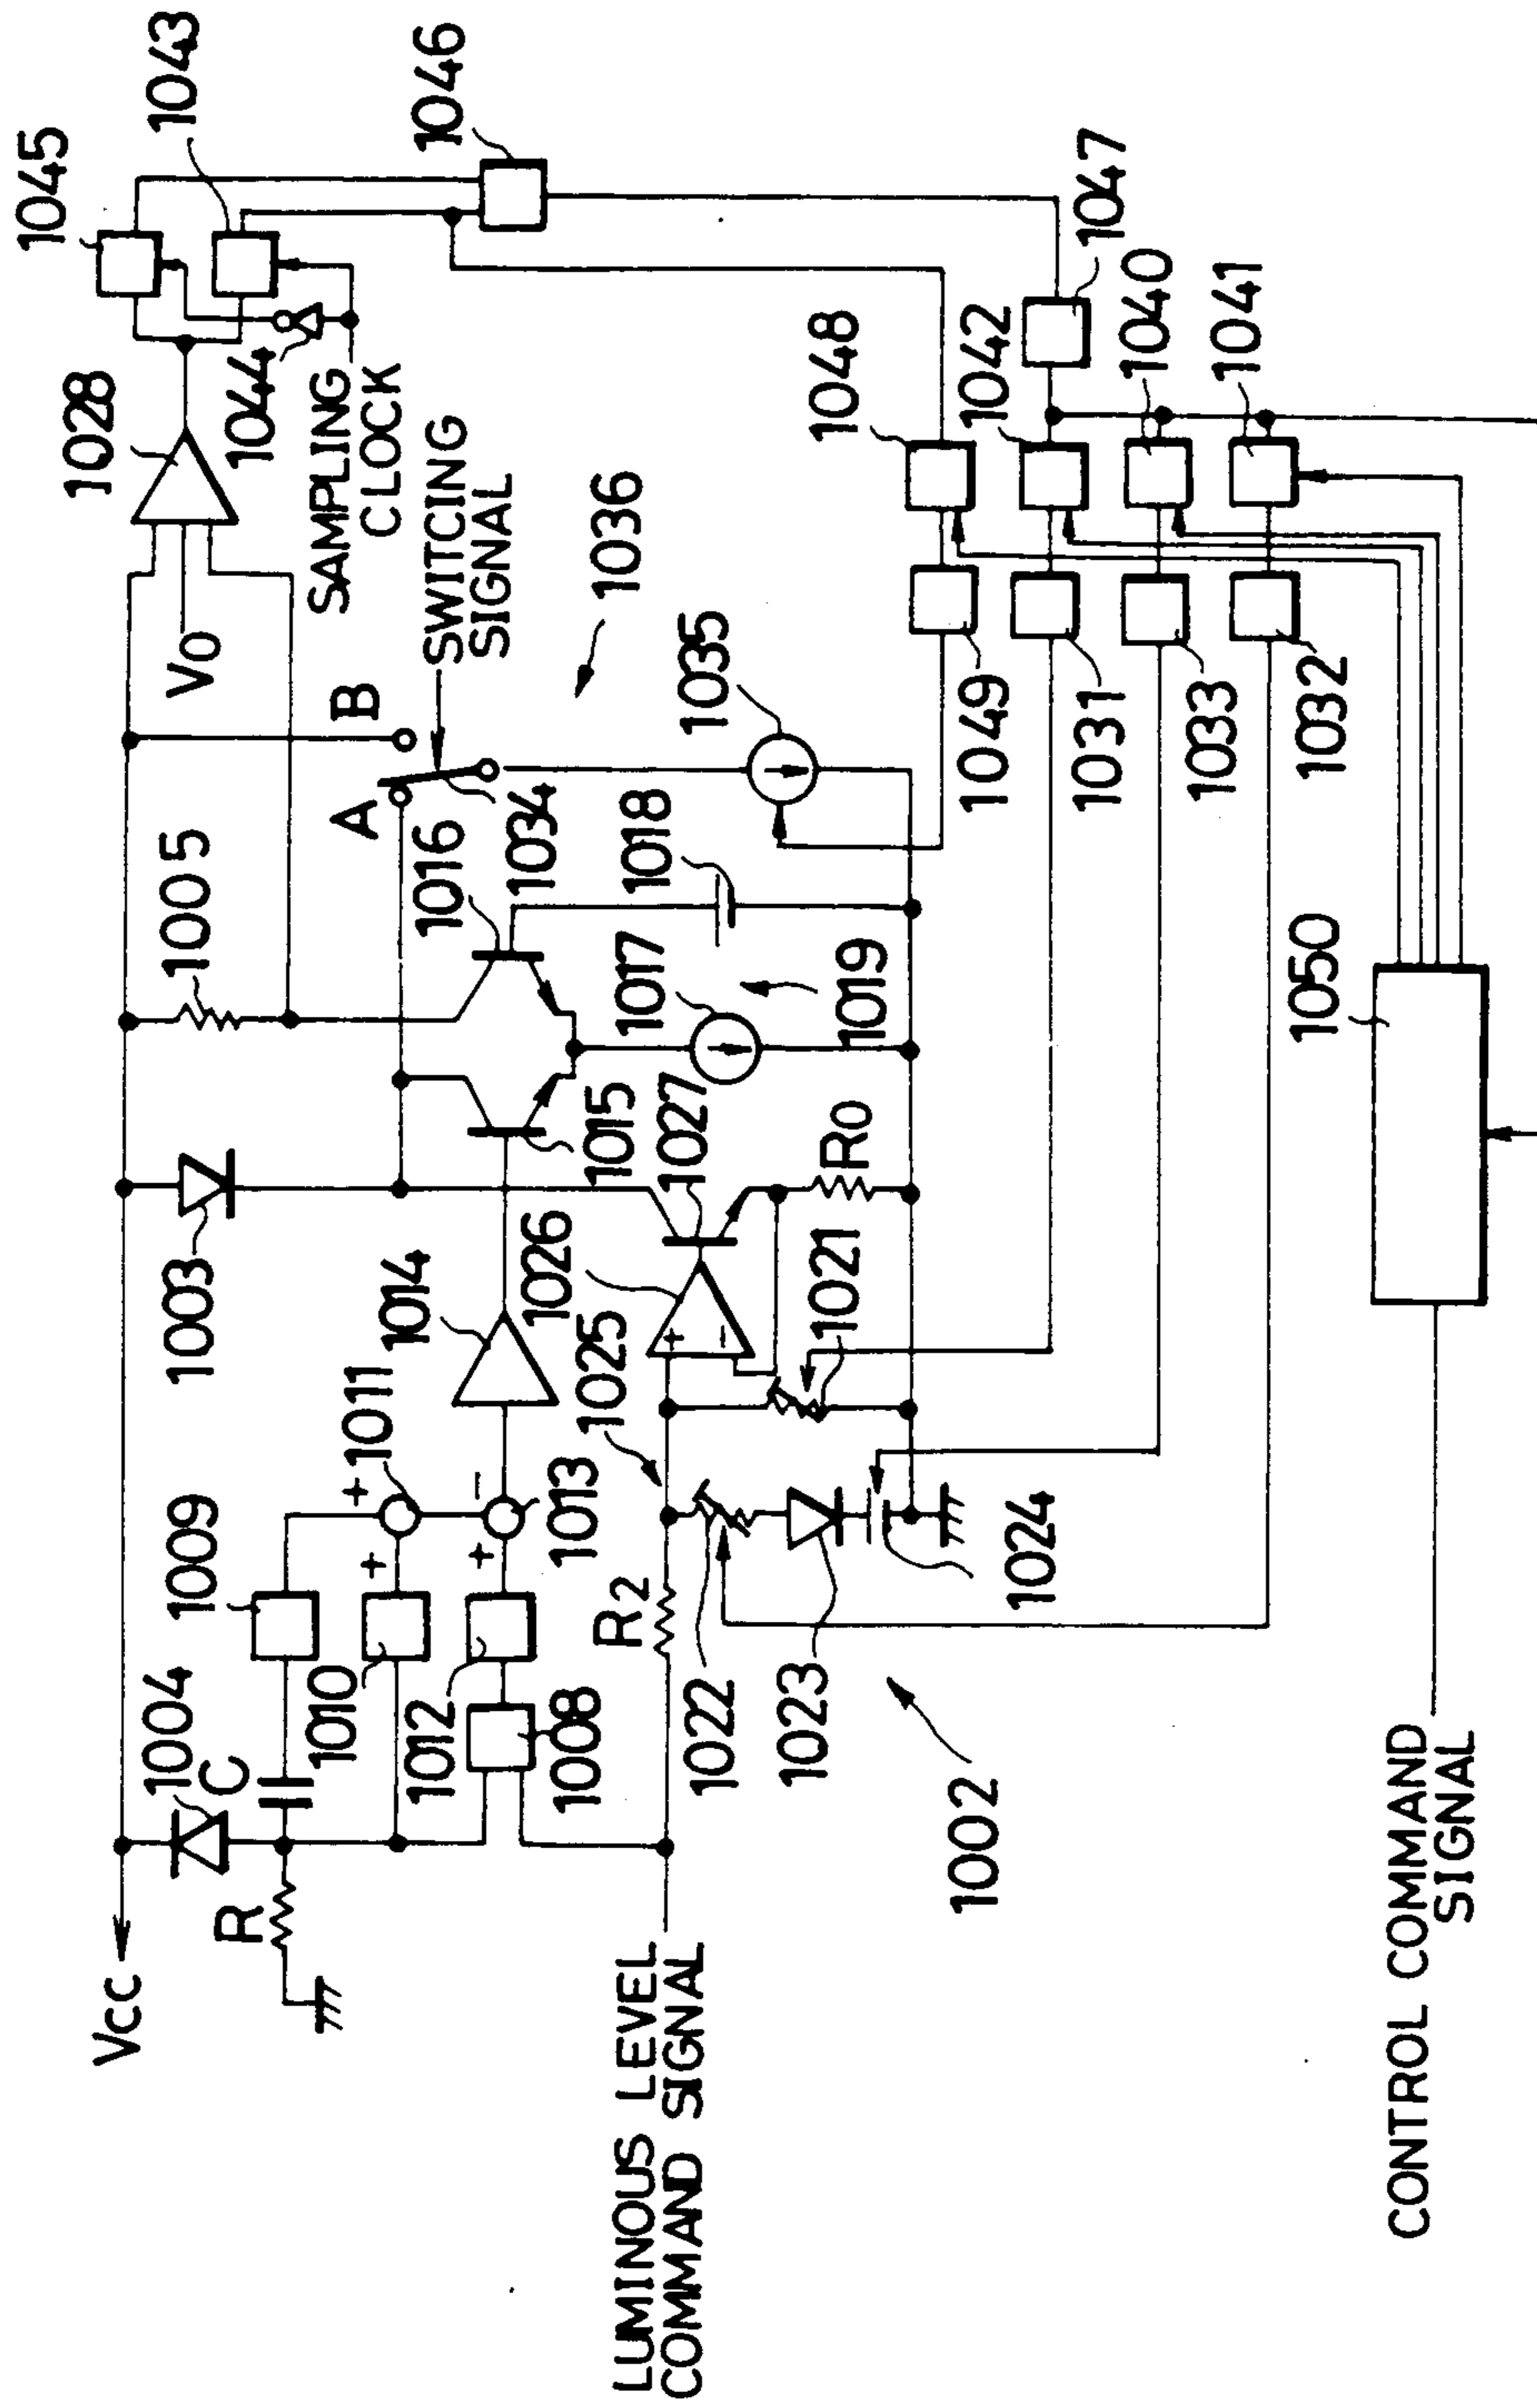 Vcc
R
1004
C
1009
1010
1012
1008
1011
+
+
+
−
1013
1003
1014
1005
1015
1016
A
B
1034
SWITCING
SIGNAL
1036
V0
1028
1044
SAMPLING
CLOCK
1045
1043
1046
LUMINOUS LEVEL
COMMAND SIGNAL
R2
1025
1026
+
−
1027
1021
R0
1017
1018
1019
1035
1022
1023
1024
1002
1048
1042
1047
1040
1041
1049
1031
1033
1032
1050
CONTROL COMMAND
SIGNAL